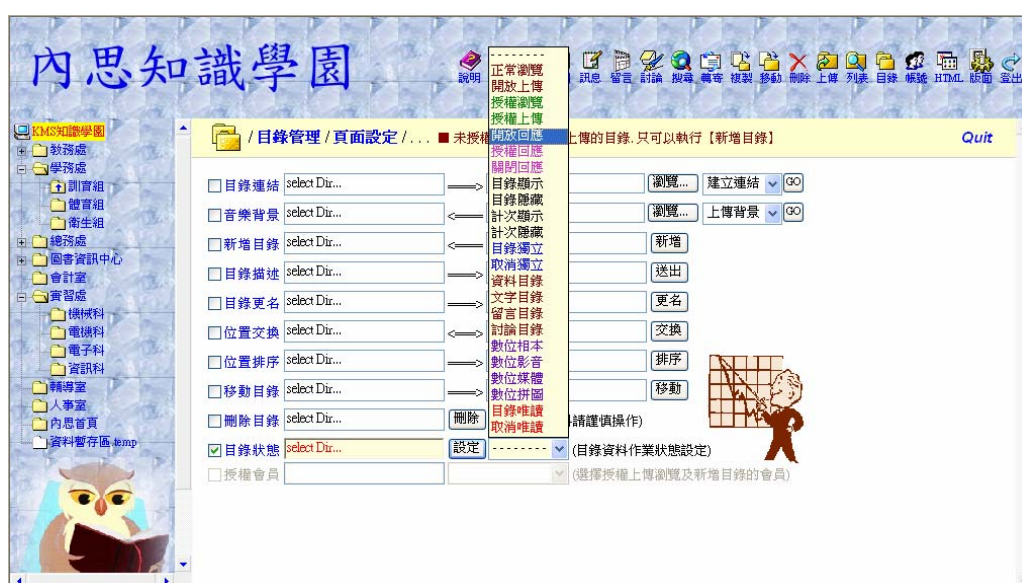 內思知識學園
說明
訊息 留言 討論 搜尋 轉寄 複製 移動 刪除 上傳 列表 目錄 帳號 HTML 版面 登出
KMS知識學園
教務處
學務處
訓育組
體育組
衛生組
總務處
圖書資訊中心
會計室
實習處
機械科
電機科
電子科
資訊科
輔導室
人事室
內思首頁
資料暫存區 temp
/ 目錄管理 / 頁面設定 / . . . ■ 未授權 上傳的目錄. 只可以執行【新增目錄】 Quit
目錄連結 select Dir... ===> 瀏覽... 建立連結 GO
音樂背景 select Dir... <=== 瀏覽... 上傳背景 GO
新增目錄 select Dir... <=== 新增
目錄描述 select Dir... ===> 送出
目錄更名 select Dir... ===> 更名
位置交換 select Dir... <==> 交換
位置排序 select Dir... ===> 排序
移動目錄 select Dir... ===> 移動
刪除目錄 select Dir... 刪除 請謹慎操作)
目錄狀態 select Dir... 設定 -------- (目錄資料作業狀態設定)
授權會員 (選擇授權上傳瀏覽及新增目錄的會員)
--------
正常瀏覽
開放上傳
授權瀏覽
授權上傳
開放回應
授權回應
關閉回應
目錄顯示
目錄隱藏
計次顯示
計次隱藏
目錄獨立
取消獨立
資料目錄
文字目錄
留言目錄
討論目錄
數位相本
數位影音
數位媒體
數位拼圖
目錄唯讀
取消唯讀